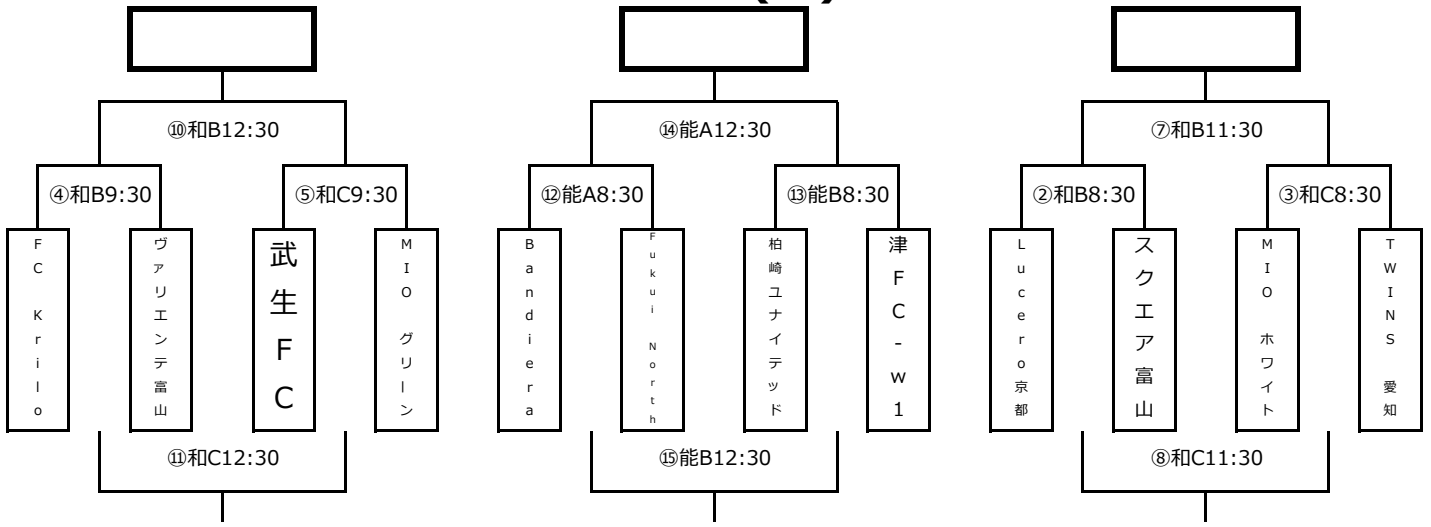 ⑩和B12:30
⑭能A12:30
⑦和B11:30
④和B9:30
⑤和C9:30
⑫能A8:30
⑬能B8:30
②和B8:30
③和C8:30
FC Krilo
ヴァリエンテ富山
武生FC
MIO グリーン
Bandiera
Fukui North
柏崎ユナイテッド
津FC-w1
Lucero京都
スクエア富山
MIO ホワイト
TWINS 愛知
⑪和C12:30
⑮能B12:30
⑧和C11:30